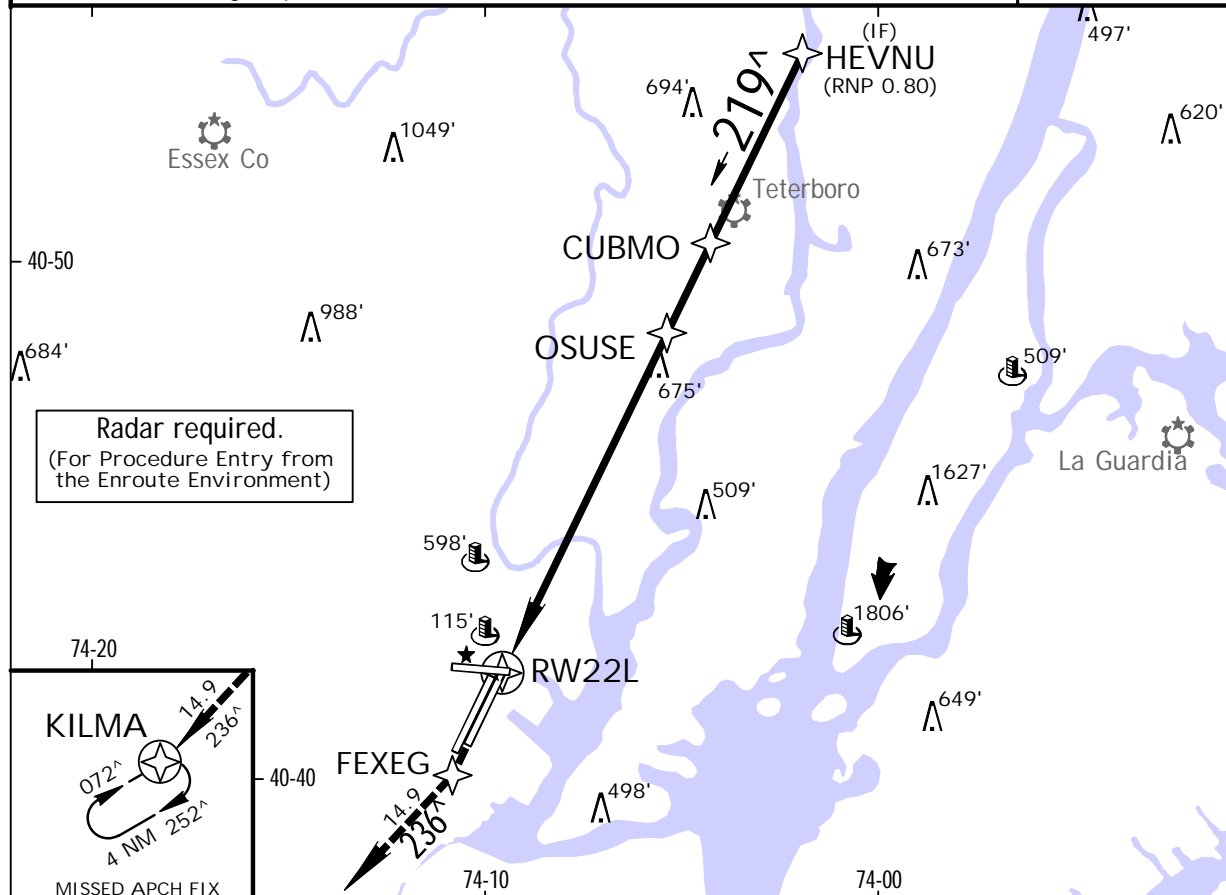 (IF)
HEVNU
(RNP 0.80)
497'
694'
219^
620'
1049'
Essex Co
Teterboro
CUBMO
673'
40-50
988'
OSUSE
684'
509'
675'
Radar required.
(For Procedure Entry from
the Enroute Environment)
La Guardia
1627'
509'
598'
1806'
115'
74-20
RW22L
14.9
236^
KILMA
649'
072^
FEXEG
40-40
14.9
236^
498'
4 NM 252^
MISSED APCH FIX
74-10
74-00